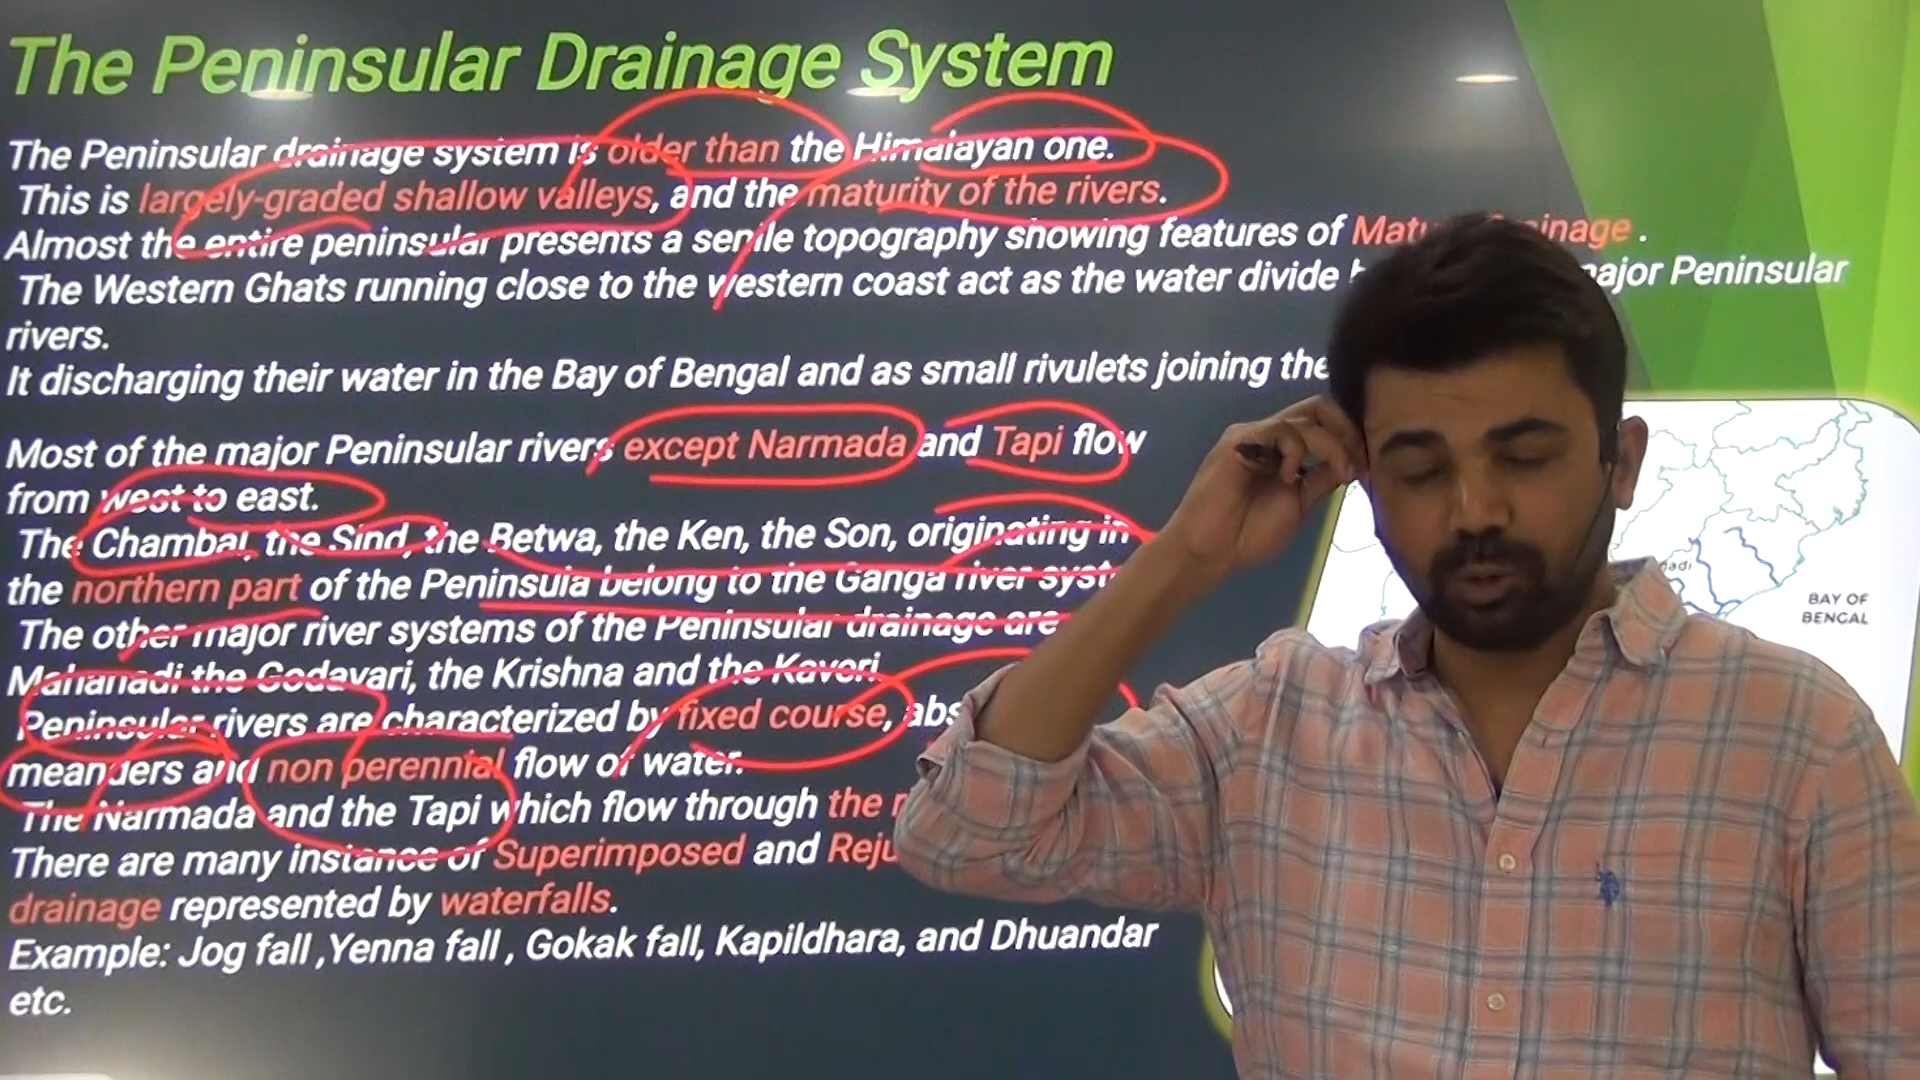 The Peninsular Drainage System
The Peninsular drainage system is older than the Himalayan one.
This is largely-graded shallow valleys, and the maturity of the rivers.
Almost the entire peninsular presents a senile topography showing features of Mature Drainage .
The Western Ghats running close to the western coast act as the water divide major Peninsular
rivers.
It discharging their water in the Bay of Bengal and as small rivulets joining the
Most of the major Peninsular rivers except Narmada and Tapi flow
from west to east.
The Chambal, the Sind, the Betwa, the Ken, the Son, originating in
the northern part of the Peninsula belong to the Ganga river syst
The other major river systems of the Peninsular drainage are
Mahanadi the Godavari, the Krishna and the Kaveri.
Peninsular rivers are characterized by fixed course, abs
meanders and non perennial flow of water.
The Narmada and the Tapi which flow through the r
There are many instance of Superimposed and Reju
drainage represented by waterfalls.
Example: Jog fall ,Yenna fall , Gokak fall, Kapildhara, and Dhuandar
etc.
BAY OF
BENGAL